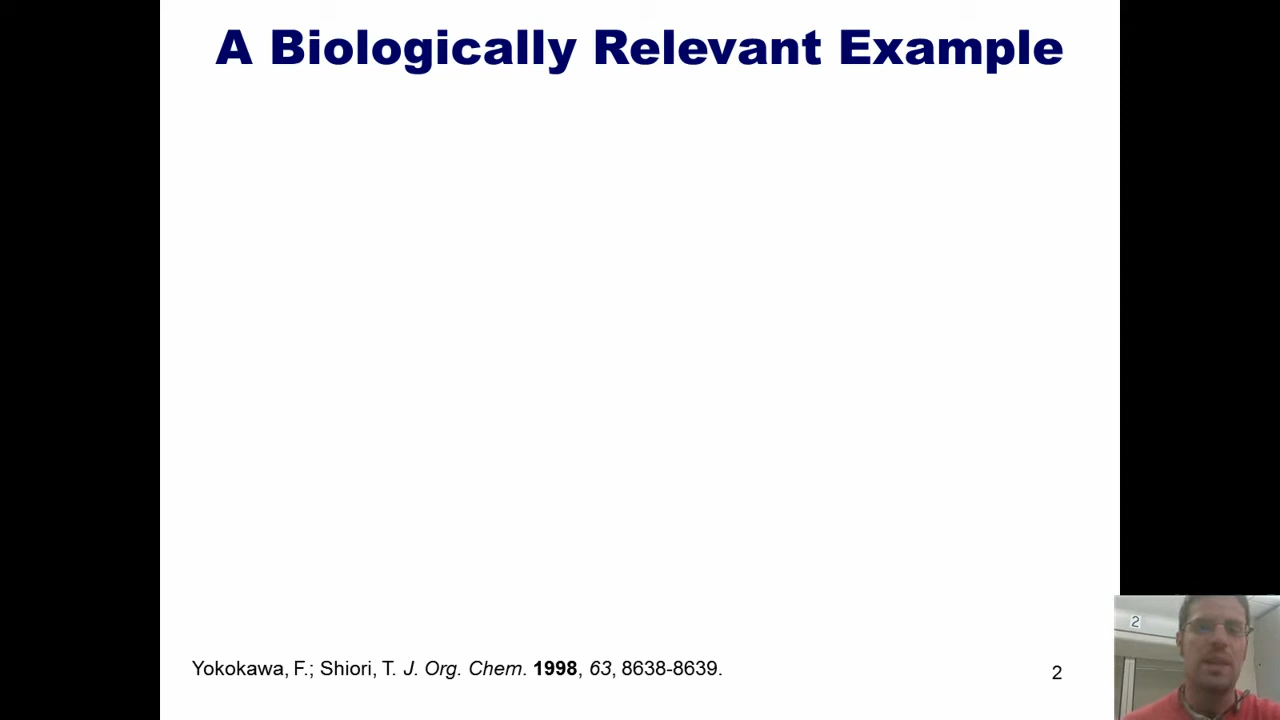 A Biologically Relevant Example
Yokokawa, F.; Shiori, T. J. Org. Chem. 1998, 63, 8638-8639.
2
2